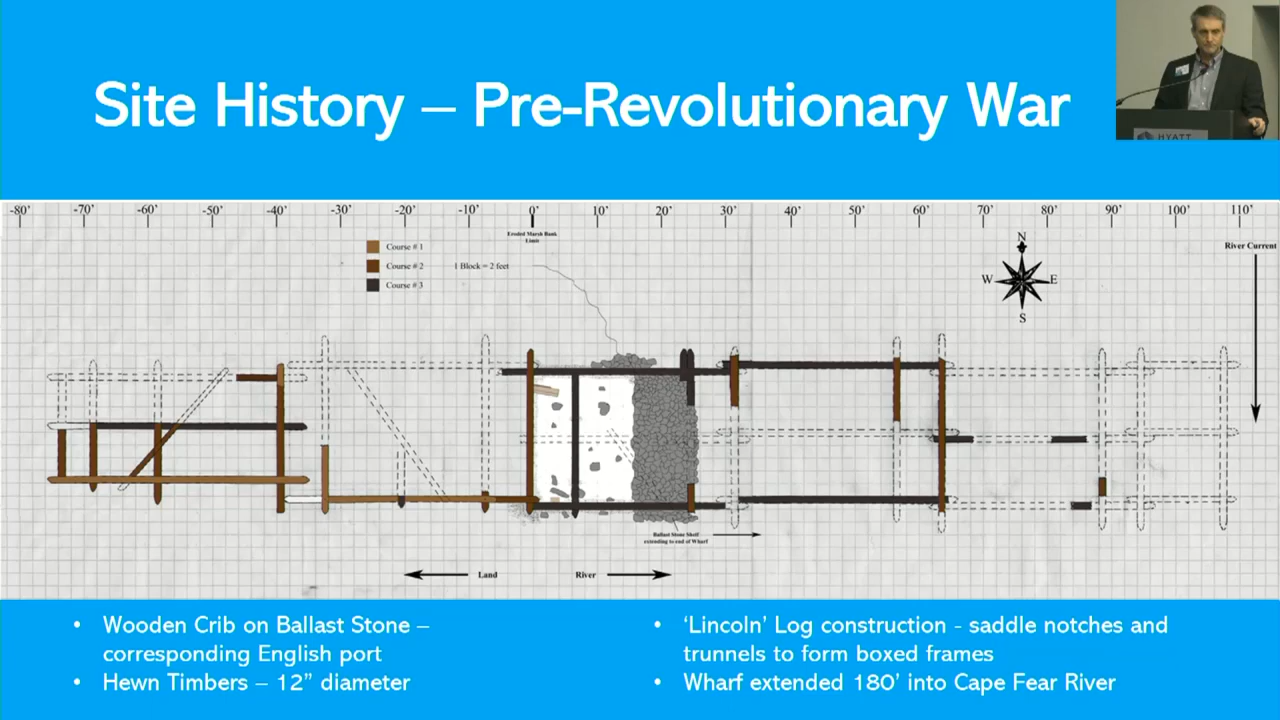 Site History – Pre-Revolutionary War
HYATT
-80' -70' -60' -50' -40' -30' -20' -10' 0' 10' 20' 30' 40' 50' 60' 70' 80' 90' 100' 110'
Eroded Marsh Bank
Limit
Course # 1
Course # 2
Course # 3
1 Block = 2 feet
N
W
E
S
River Current
Ballast Stone Shelf
extending to end of Wharf
Land
River
• Wooden Crib on Ballast Stone –
corresponding English port
• Hewn Timbers – 12” diameter
• ‘Lincoln’ Log construction - saddle notches and
trunnels to form boxed frames
• Wharf extended 180’ into Cape Fear River